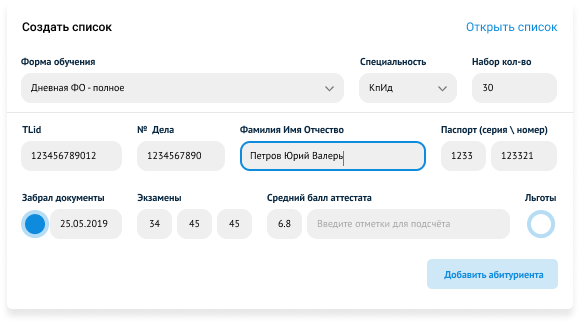 Создать список Открыть список
Форма обучения Специальность Набор кол-во
Дневная ФО - полное КпИд 30
TLid № Дела Фамилия Имя Отчество Паспорт (серия \ номер)
123456789012 1234567890 Петров Юрий Валерь 1233 123321
Забрал документы Экзамены Средний балл аттестата Льготы
25.05.2019 34 45 45 6.8 Введите отметки для подсчёта
Добавить абитуриента